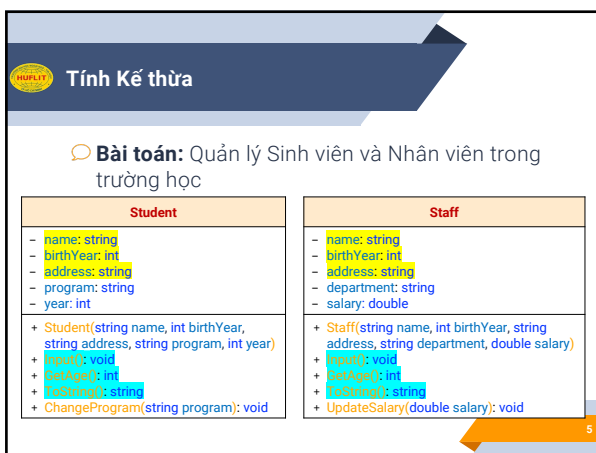 HUFLIT
Tính Kế thừa
Bài toán: Quản lý Sinh viên và Nhân viên trong
trường học
Student
- name: string
- birthYear: int
- address: string
- program: string
- year: int
+ Student(string name, int birthYear,
string address, string program, int year)
+ Input(): void
+ GetAge(): int
+ ToString(): string
+ ChangeProgram(string program): void
Staff
- name: string
- birthYear: int
- address: string
- department: string
- salary: double
+ Staff(string name, int birthYear, string
address, string department, double salary)
+ Input(): void
+ GetAge(): int
+ ToString(): string
+ UpdateSalary(double salary): void
5